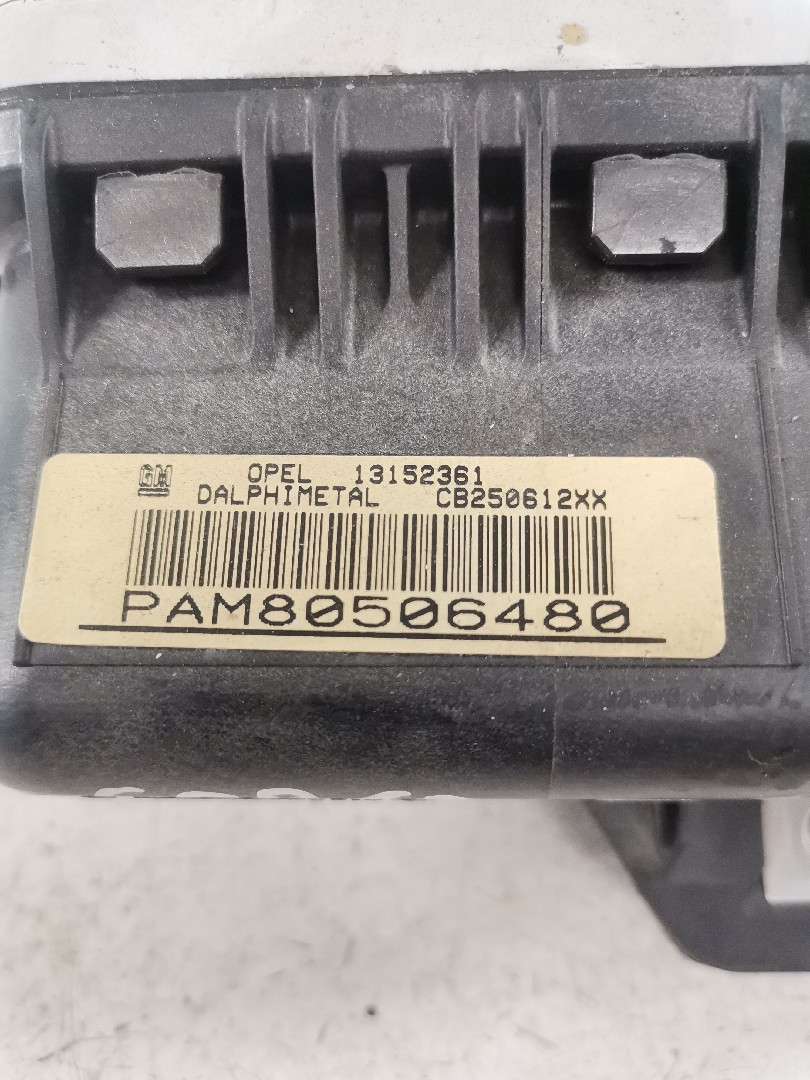 GM OPEL 13152361
DALPHIMETAL CB250612XX
PAM80506480